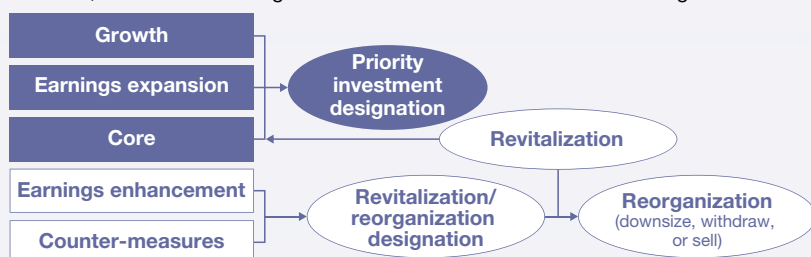 Growth
Earnings expansion
Core
Earnings enhancement
Counter-measures
Priority
investment
designation
Revitalization
Revitalization/
reorganization
designation
Reorganization
(downsize, withdraw,
or sell)